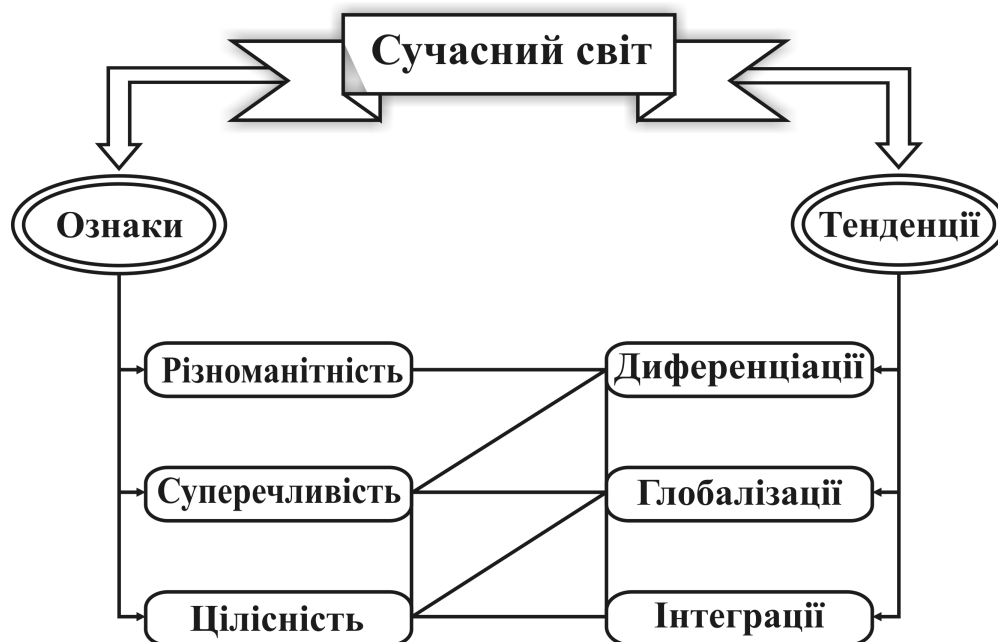 Сучасний світ
Ознаки
Тенденції
Різноманітність
Диференціації
Суперечливість
Глобалізації
Цілісність
Інтеграції